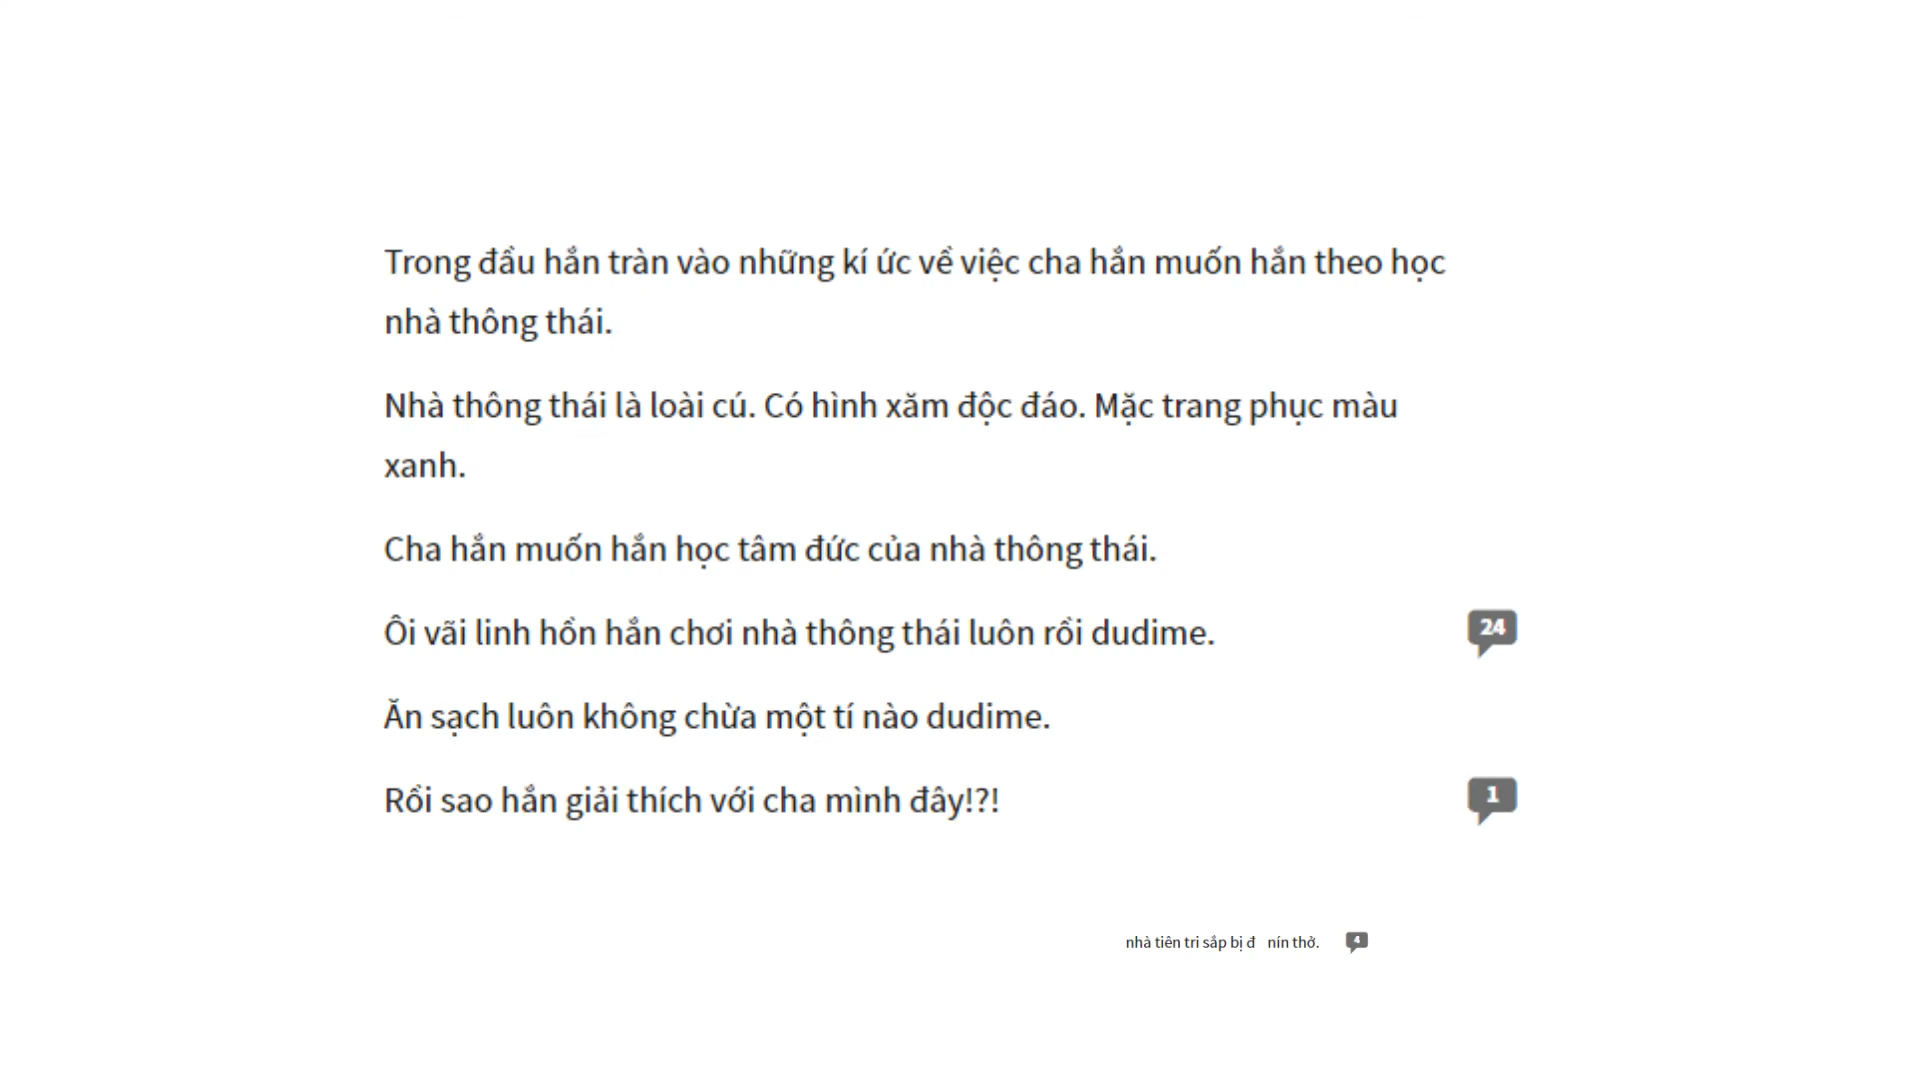 Trong đầu hắn tràn vào những kí ức về việc cha hắn muốn hắn theo học
nhà thông thái.
Nhà thông thái là loài cú. Có hình xăm độc đáo. Mặc trang phục màu
xanh.
Cha hắn muốn hắn học tâm đức của nhà thông thái.
Ôi vãi linh hồn hắn chơi nhà thông thái luôn rồi dudime.
24
Ăn sạch luôn không chừa một tí nào dudime.
Rồi sao hắn giải thích với cha mình đây!?!
1
nhà tiên tri sắp bị đ nín thở.
4